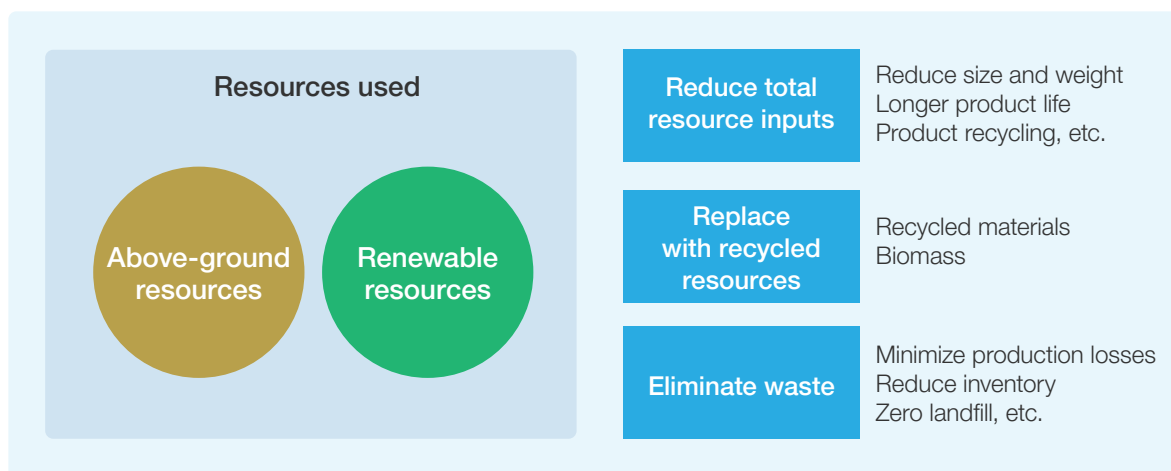 Resources used
Above-ground
resources
Renewable
resources
Reduce total
resource inputs
Reduce size and weight
Longer product life
Product recycling, etc.
Replace
with recycled
resources
Recycled materials
Biomass
Eliminate waste
Minimize production losses
Reduce inventory
Zero landfill, etc.